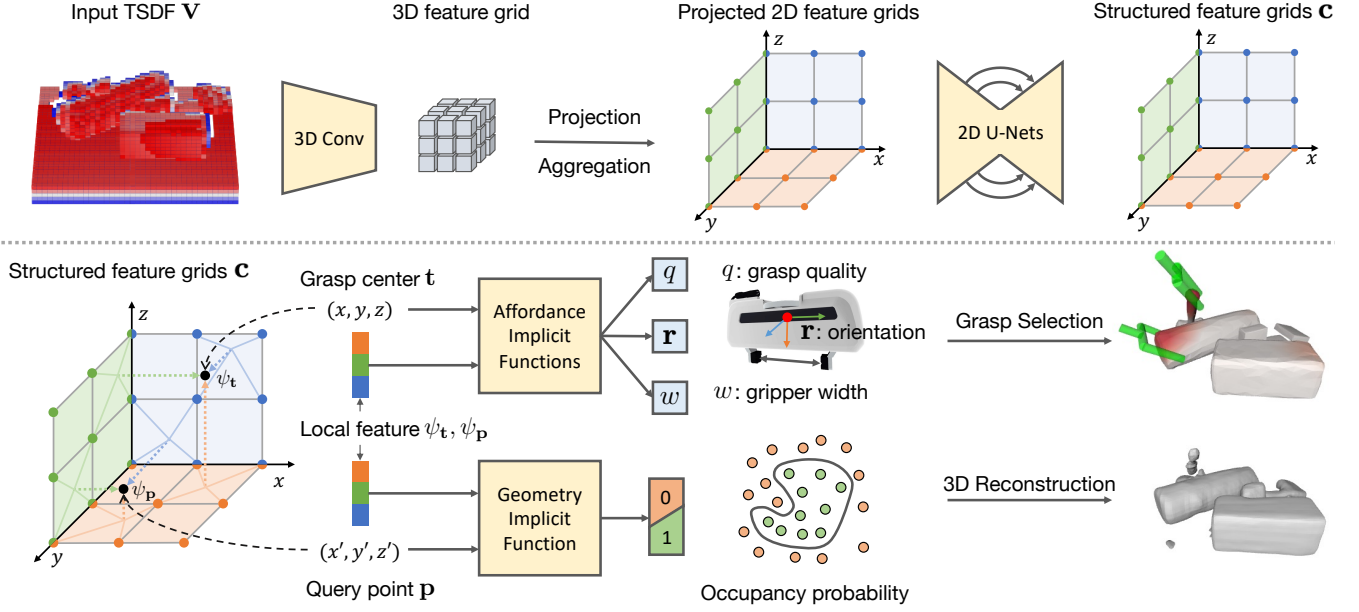 Input TSDF V
3D feature grid
Projected 2D feature grids
Structured feature grids c
3D Conv
Projection
Aggregation
z
x
y
2D U-Nets
z
x
y
Structured feature grids c
z
x
y
ψt
ψp
Grasp center t
(x, y, z)
Local feature ψt, ψp
(x′, y′, z′)
Query point p
Affordance
Implicit
Functions
Geometry
Implicit
Function
q
r
w
0
1
q: grasp quality
r: orientation
w: gripper width
Occupancy probability
Grasp Selection
3D Reconstruction